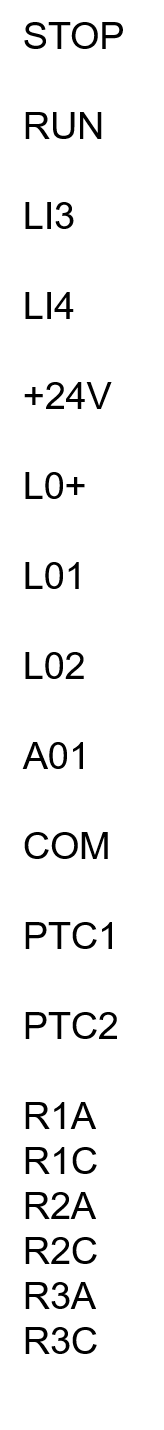 STOP
RUN
LI3
LI4
+24V
L0+
L01
L02
A01
COM
PTC1
PTC2
R1A
R1C
R2A
R2C
R3A
R3C